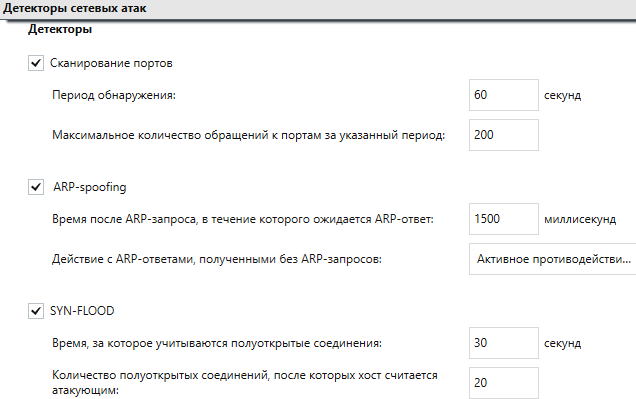 Детекторы сетевых атак
Детекторы
Сканирование портов
Период обнаружения: 60 секунд
Максимальное количество обращений к портам за указанный период: 200
ARP-spoofing
Время после ARP-запроса, в течение которого ожидается ARP-ответ: 1500 миллисекунд
Действие с ARP-ответами, полученными без ARP-запросов: Активное противодействи...
SYN-FLOOD
Время, за которое учитываются полуоткрытые соединения: 30 секунд
Количество полуоткрытых соединений, после которых хост считается
атакующим: 20